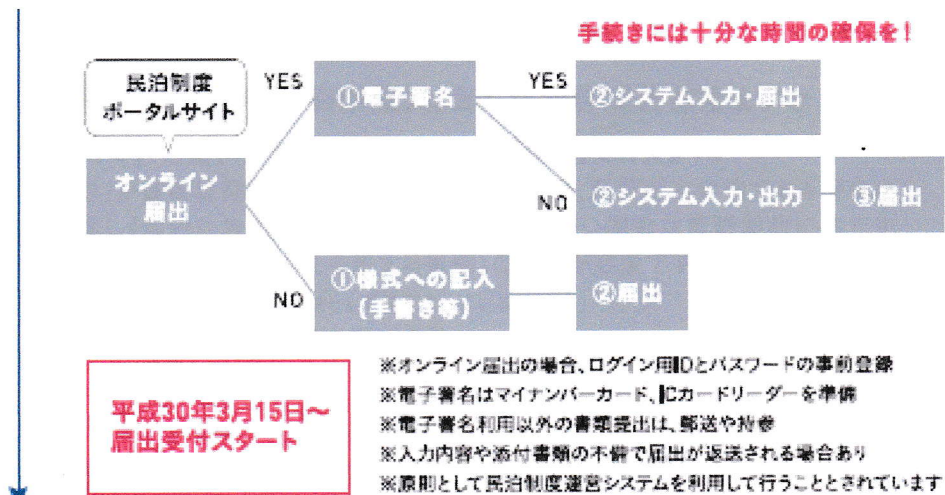 手続きには十分な時間の確保を！
民泊制度
ポータルサイト
YES
①電子署名
YES
②システム入力・届出
オンライン
届出
NO
②システム入力・出力
③届出
NO
①様式への記入
（手書き等）
②届出
平成30年3月15日～
届出受付スタート
※オンライン届出の場合、ログイン用IDとパスワードの事前登録
※電子署名はマイナンバーカード、ICカードリーダーを準備
※電子署名利用以外の書類提出は、郵送や持参
※入力内容や添付書類の不備で届出が返送される場合あり
※原則として民泊制度運営システムを利用して行うこととされています